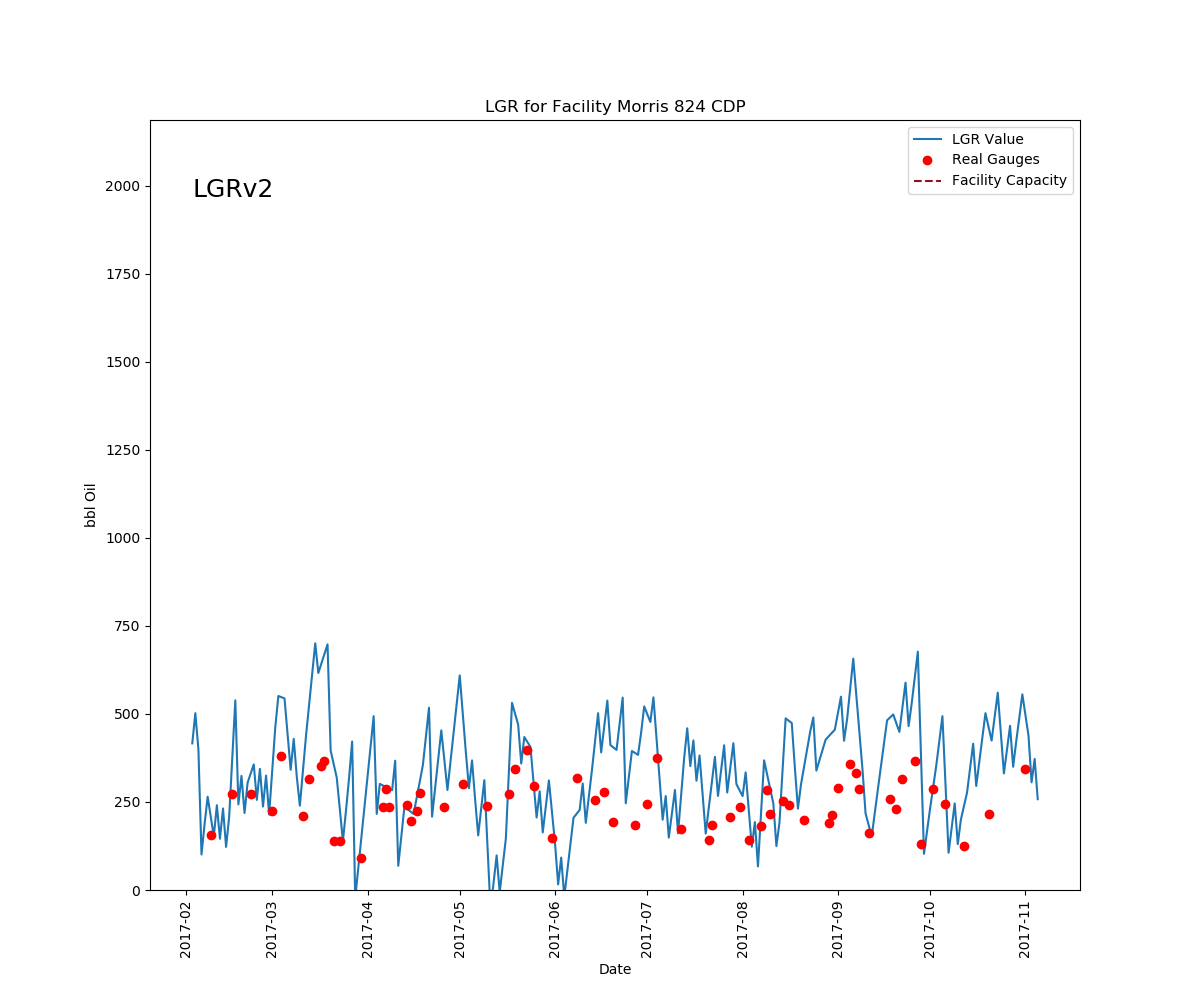 LGR for Facility Morris 824 CDP
LGRv2
LGR Value
Real Gauges
Facility Capacity
2000
1750
1500
1250
1000
750
500
250
0
bbl Oil
2017-02
2017-03
2017-04
2017-05
2017-06
2017-07
2017-08
2017-09
2017-10
2017-11
Date